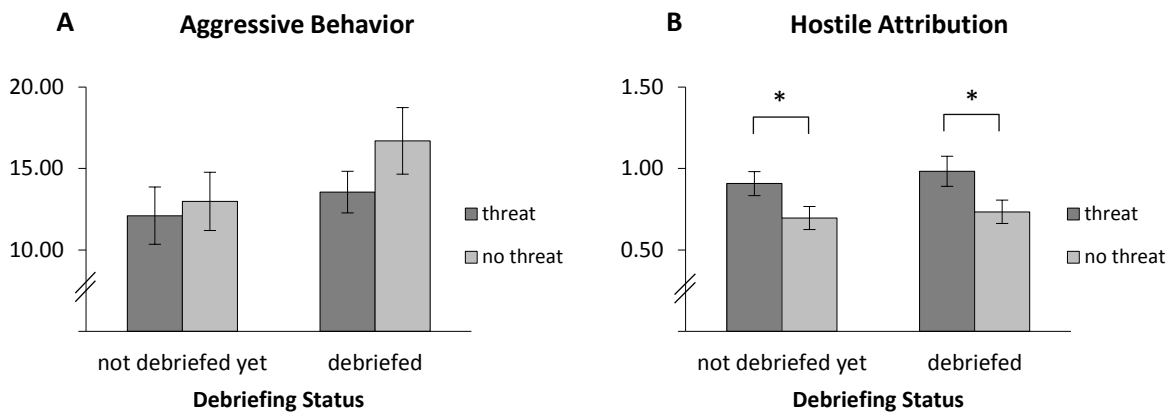 A Aggressive Behavior
20.00
15.00
10.00
threat
no threat
not debriefed yet debriefed
Debriefing Status
B Hostile Attribution
1.50
* *
1.00
0.50
threat
no threat
not debriefed yet debriefed
Debriefing Status